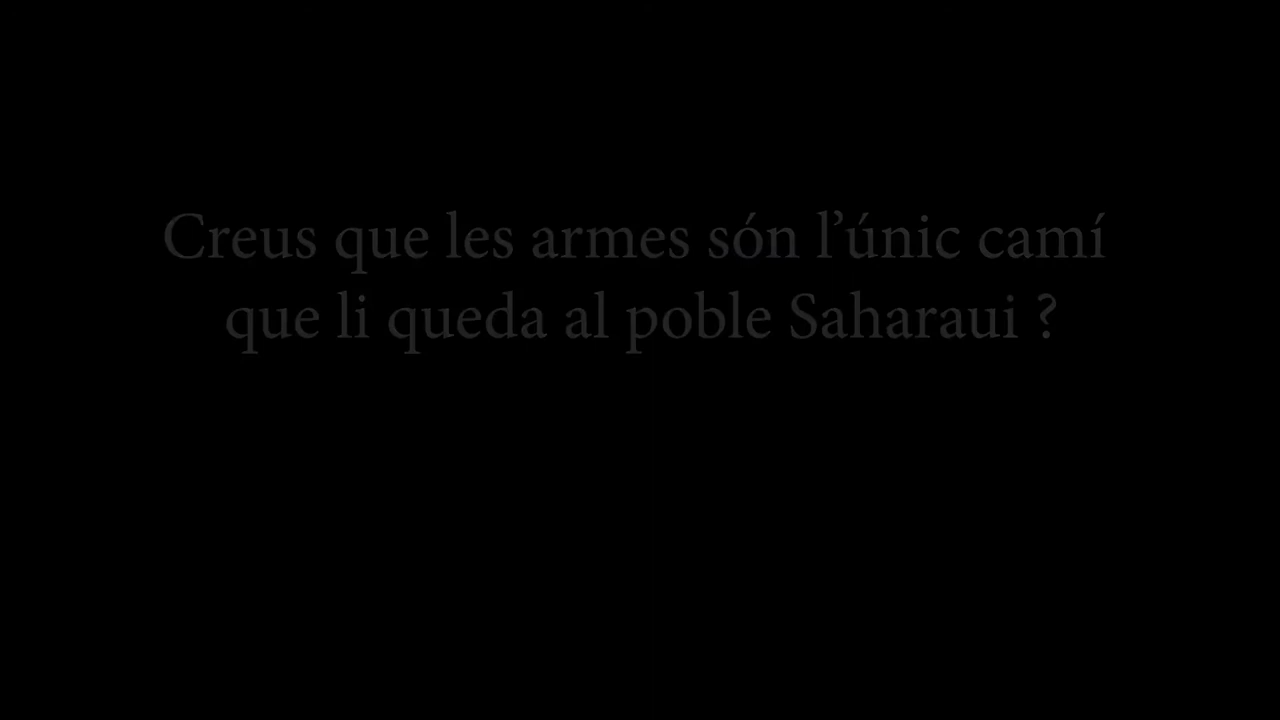 Creus que les armes són l’únic camí
que li queda al poble Saharaui ?